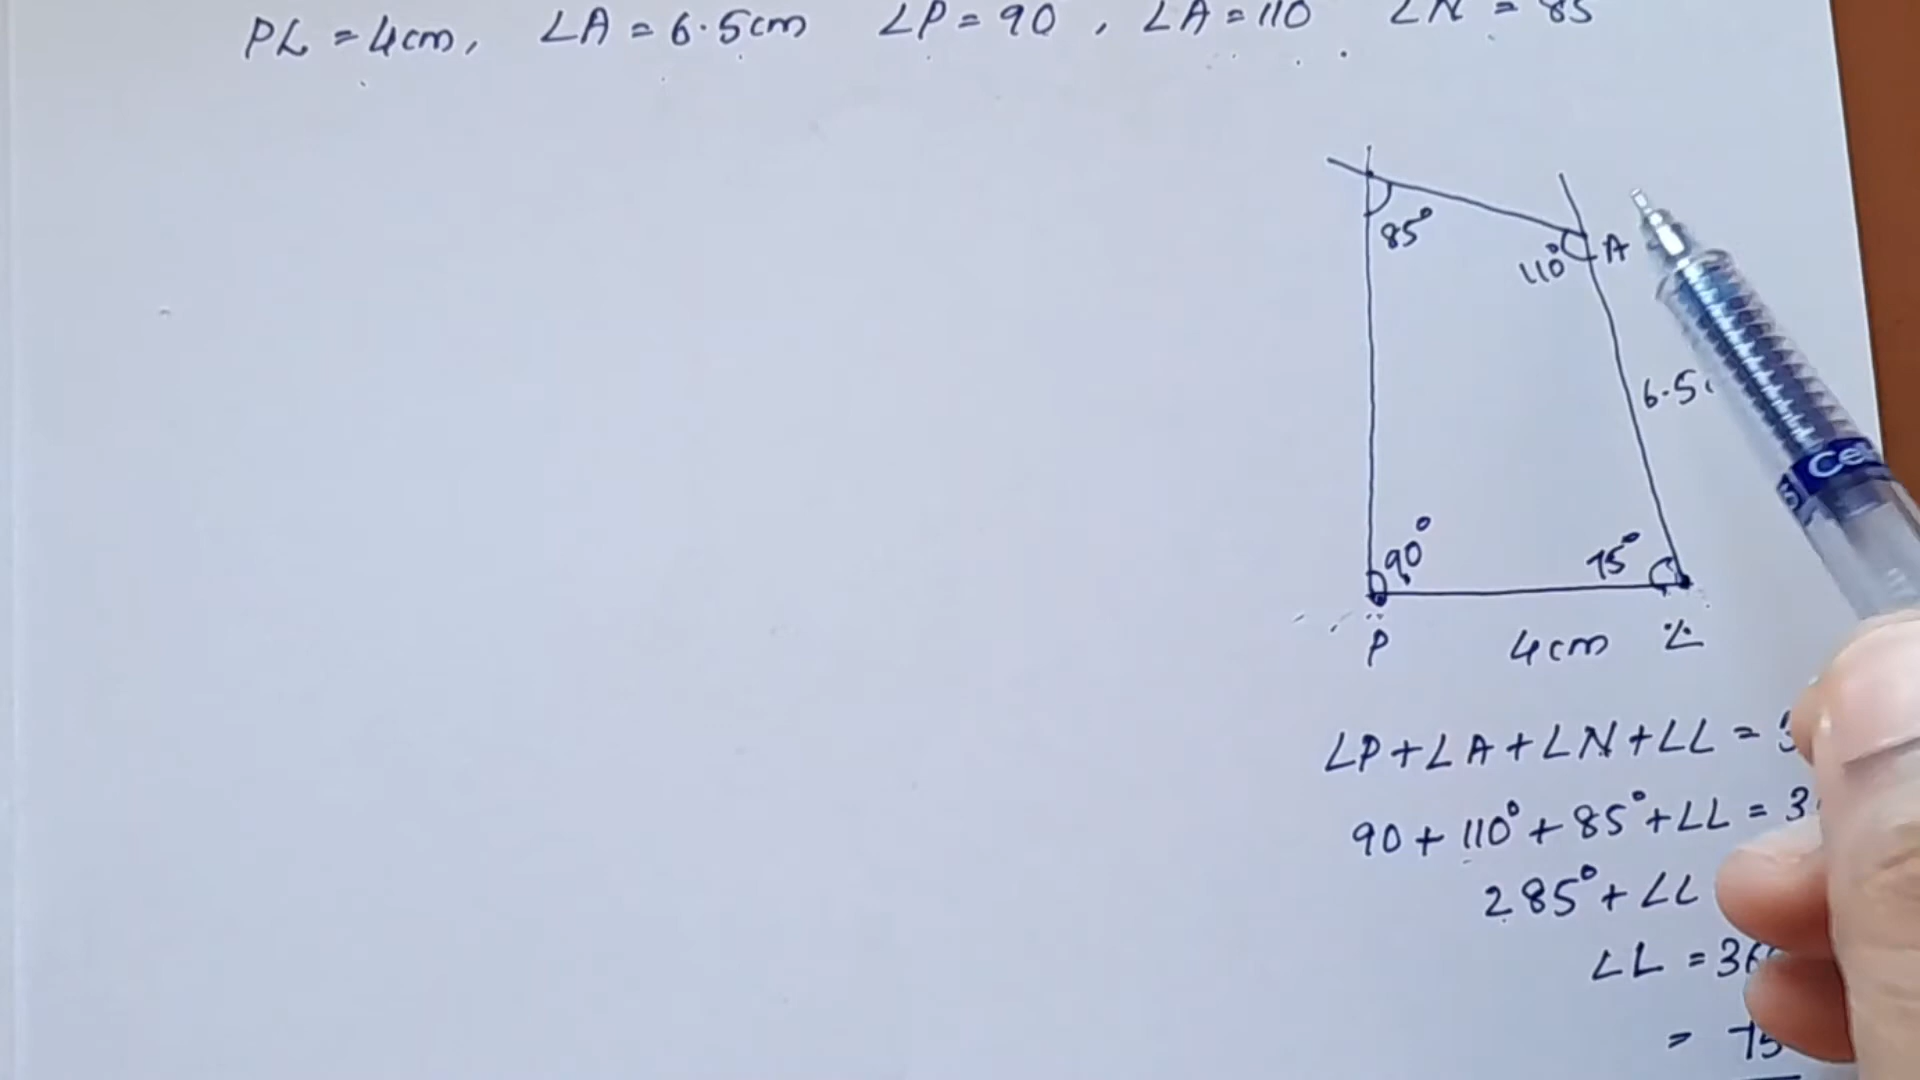 PL = 4cm, LA = 6.5cm ∠P = 90 , ∠A = 110 ∠N = 85
85°
110° A
6.5
90°
75°
P 4cm L
∠P+∠A+∠N+∠L =
90+110°+85°+∠L = 3
285°+∠L
∠L = 36
= 75
Ce